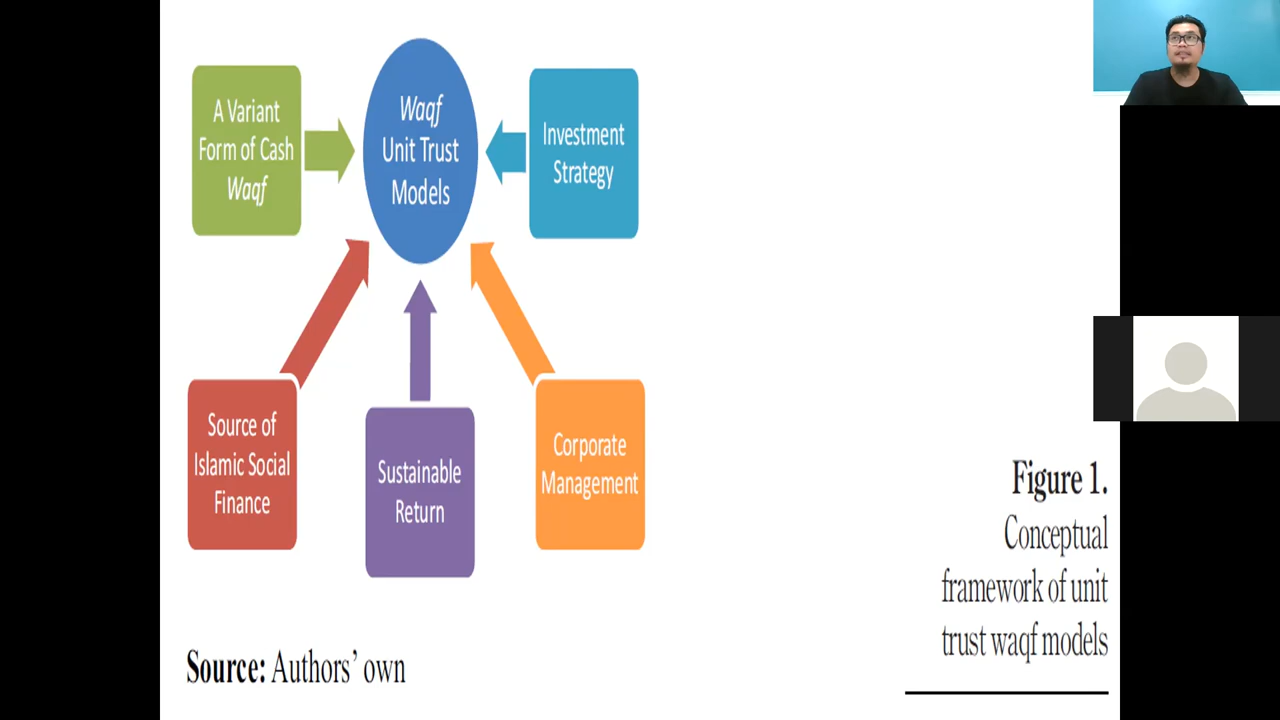 A Variant
Form of Cash
Waqf
Waqf
Unit Trust
Models
Investment
Strategy
Source of
Islamic Social
Finance
Sustainable
Return
Corporate
Management
Figure 1.
Conceptual
framework of unit
trust waqf models
Source: Authors' own